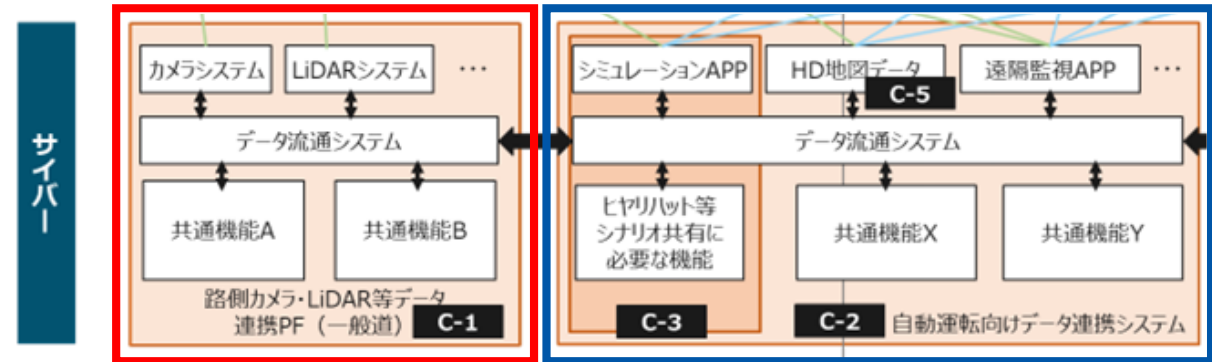 サイバー
カメラシステム
LiDARシステム
…
データ流通システム
共通機能A
共通機能B
路側カメラ・LiDAR等データ
連携PF（一般道）
C-1
シミュレーションAPP
HD地図データ
C-5
遠隔監視APP
…
データ流通システム
ヒヤリハット等
シナリオ共有に
必要な機能
共通機能X
共通機能Y
C-3
C-2
自動運転向けデータ連携システム